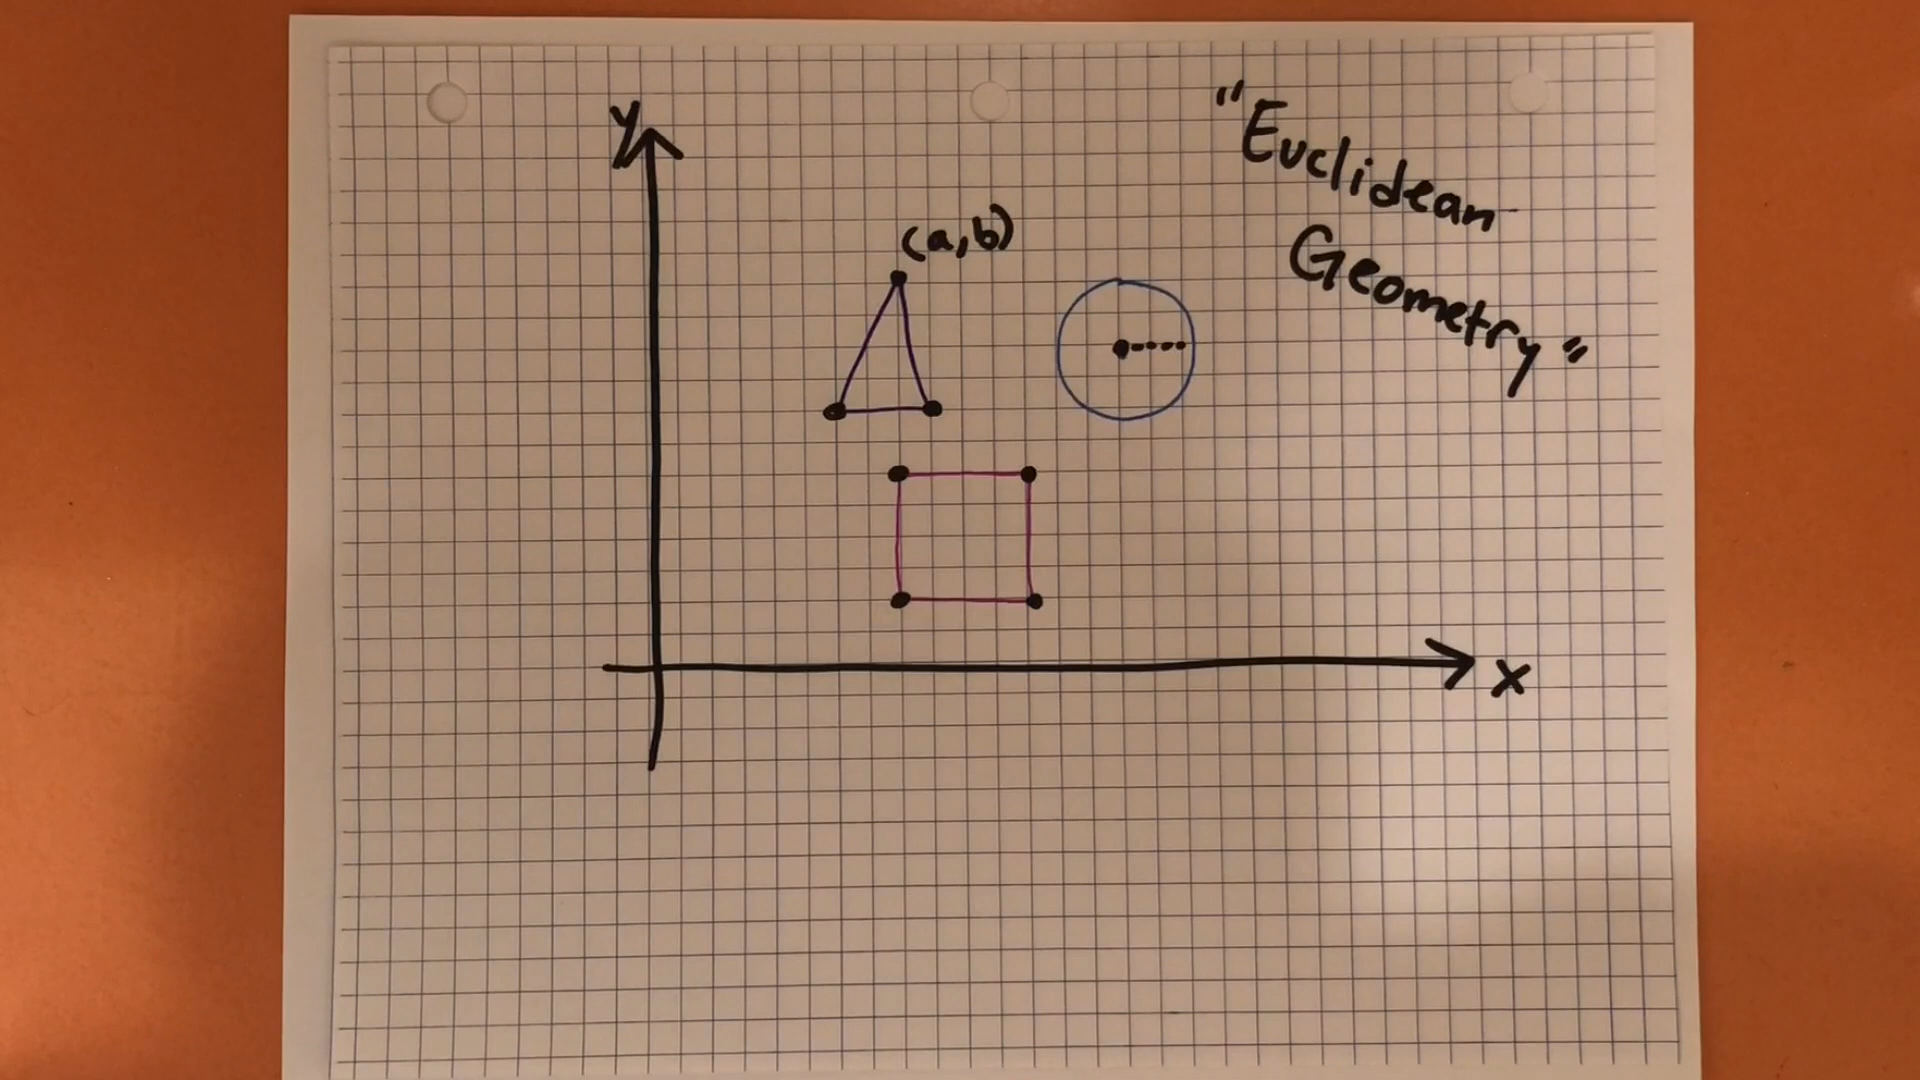 "Euclidean
Geometry"
y
(a,b)
x